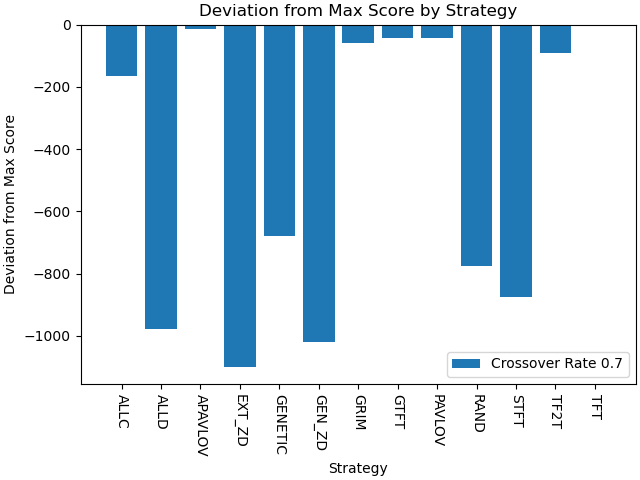 Deviation from Max Score by Strategy
Deviation from Max Score
0
−200
−400
−600
−800
−1000
Crossover Rate 0.7
ALLC
ALLD
APAVLOV
EXT_ZD
GENETIC
GEN_ZD
GRIM
GTFT
PAVLOV
RAND
STFT
TF2T
TFT
Strategy